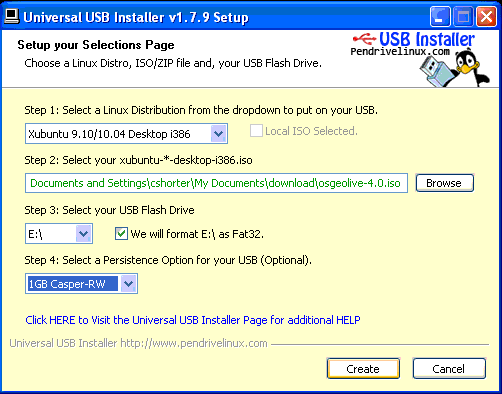 Universal USB Installer v1.7.9 Setup
Setup your Selections Page
Choose a Linux Distro, ISO/ZIP file and, your USB Flash Drive.
USB Installer
Pendrivelinux.com
Step 1: Select a Linux Distribution from the dropdown to put on your USB.
Xubuntu 9.10/10.04 Desktop i386
Local ISO Selected.
Step 2: Select your xubuntu-*-desktop-i386.iso
Documents and Settings\cshorter\My Documents\download\osgeolive-4.0.iso
Browse
Step 3: Select your USB Flash Drive
E:\
We will format E:\ as Fat32.
Step 4: Select a Persistence Option for your USB (Optional).
1GB Casper-RW
Click HERE to Visit the Universal USB Installer Page for additional HELP
Universal USB Installer http://www.pendrivelinux.com
Create
Cancel